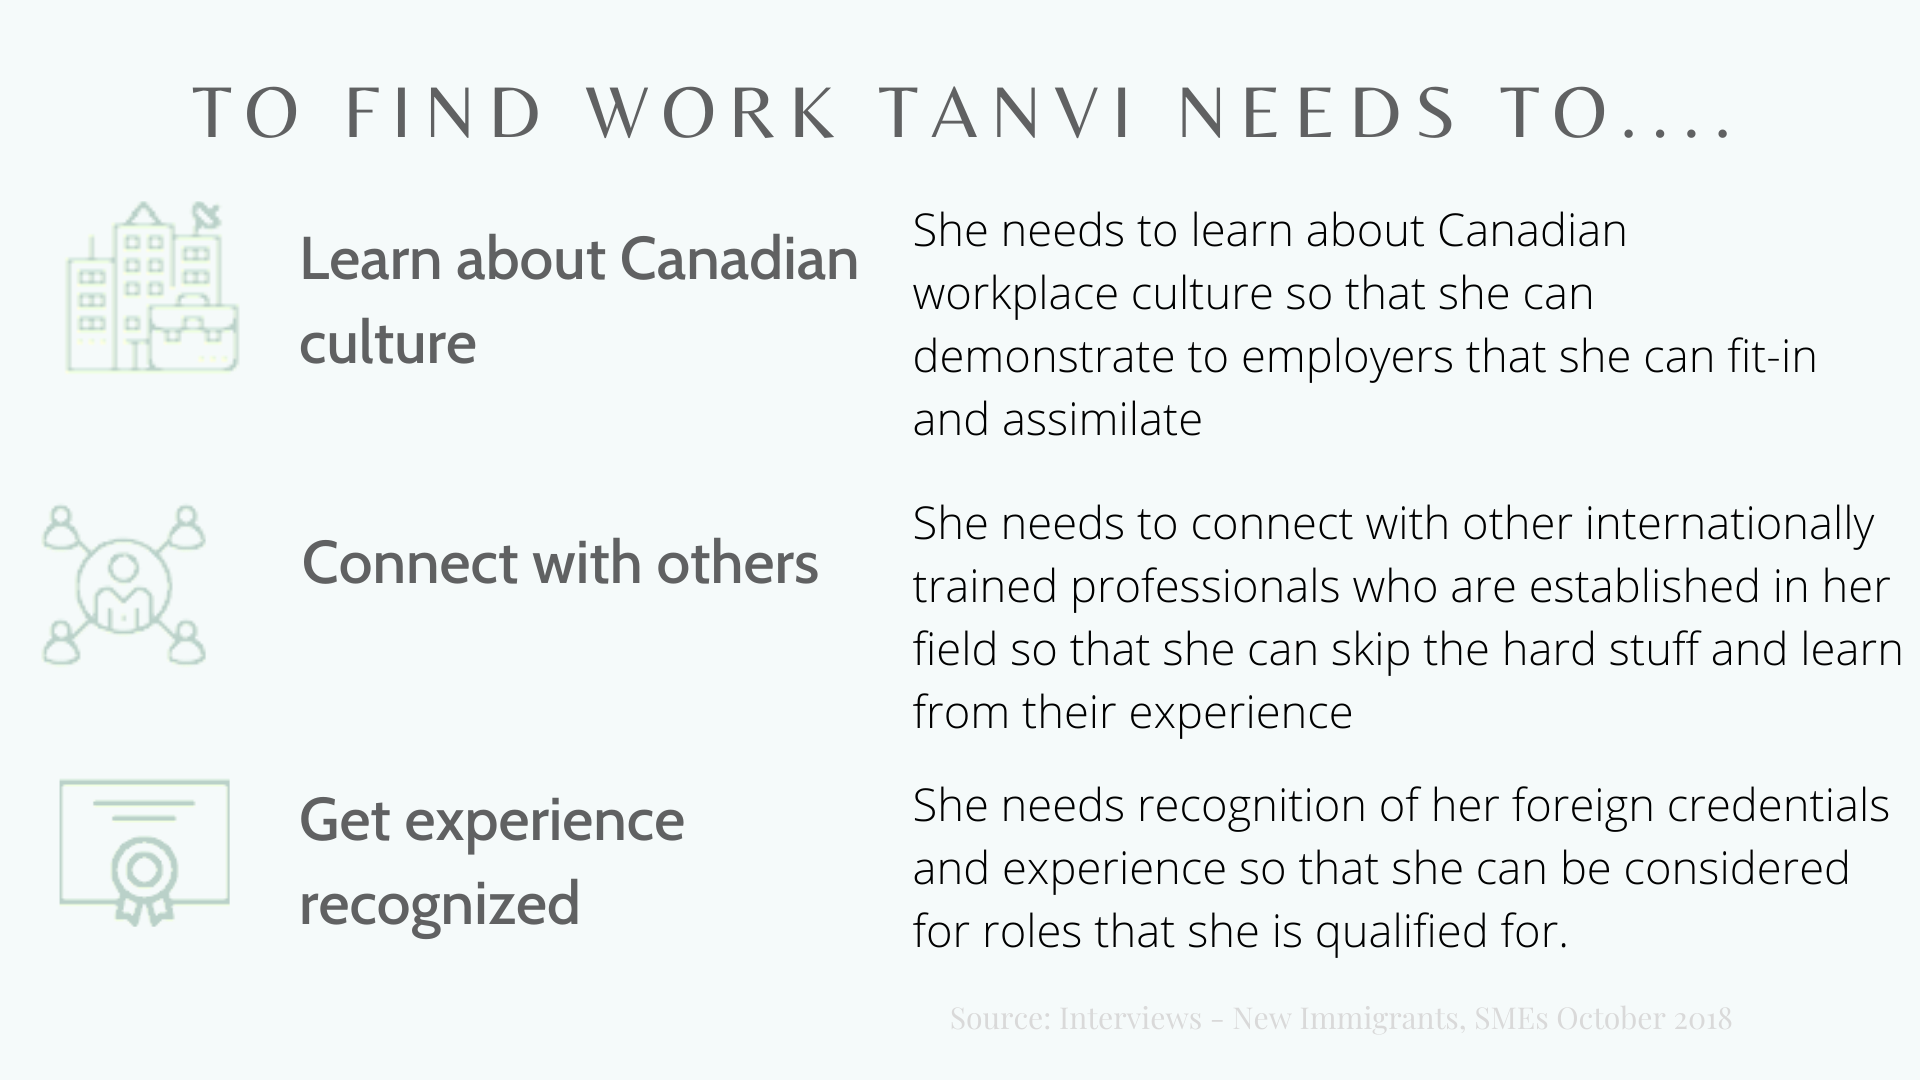 TO FIND WORK TANVI NEEDS TO....
Learn about Canadian
culture
She needs to learn about Canadian
workplace culture so that she can
demonstrate to employers that she can fit-in
and assimilate
Connect with others
She needs to connect with other internationally
trained professionals who are established in her
field so that she can skip the hard stuff and learn
from their experience
Get experience
recognized
She needs recognition of her foreign credentials
and experience so that she can be considered
for roles that she is qualified for.
Source: Interviews - New Immigrants, SMEs October 2018